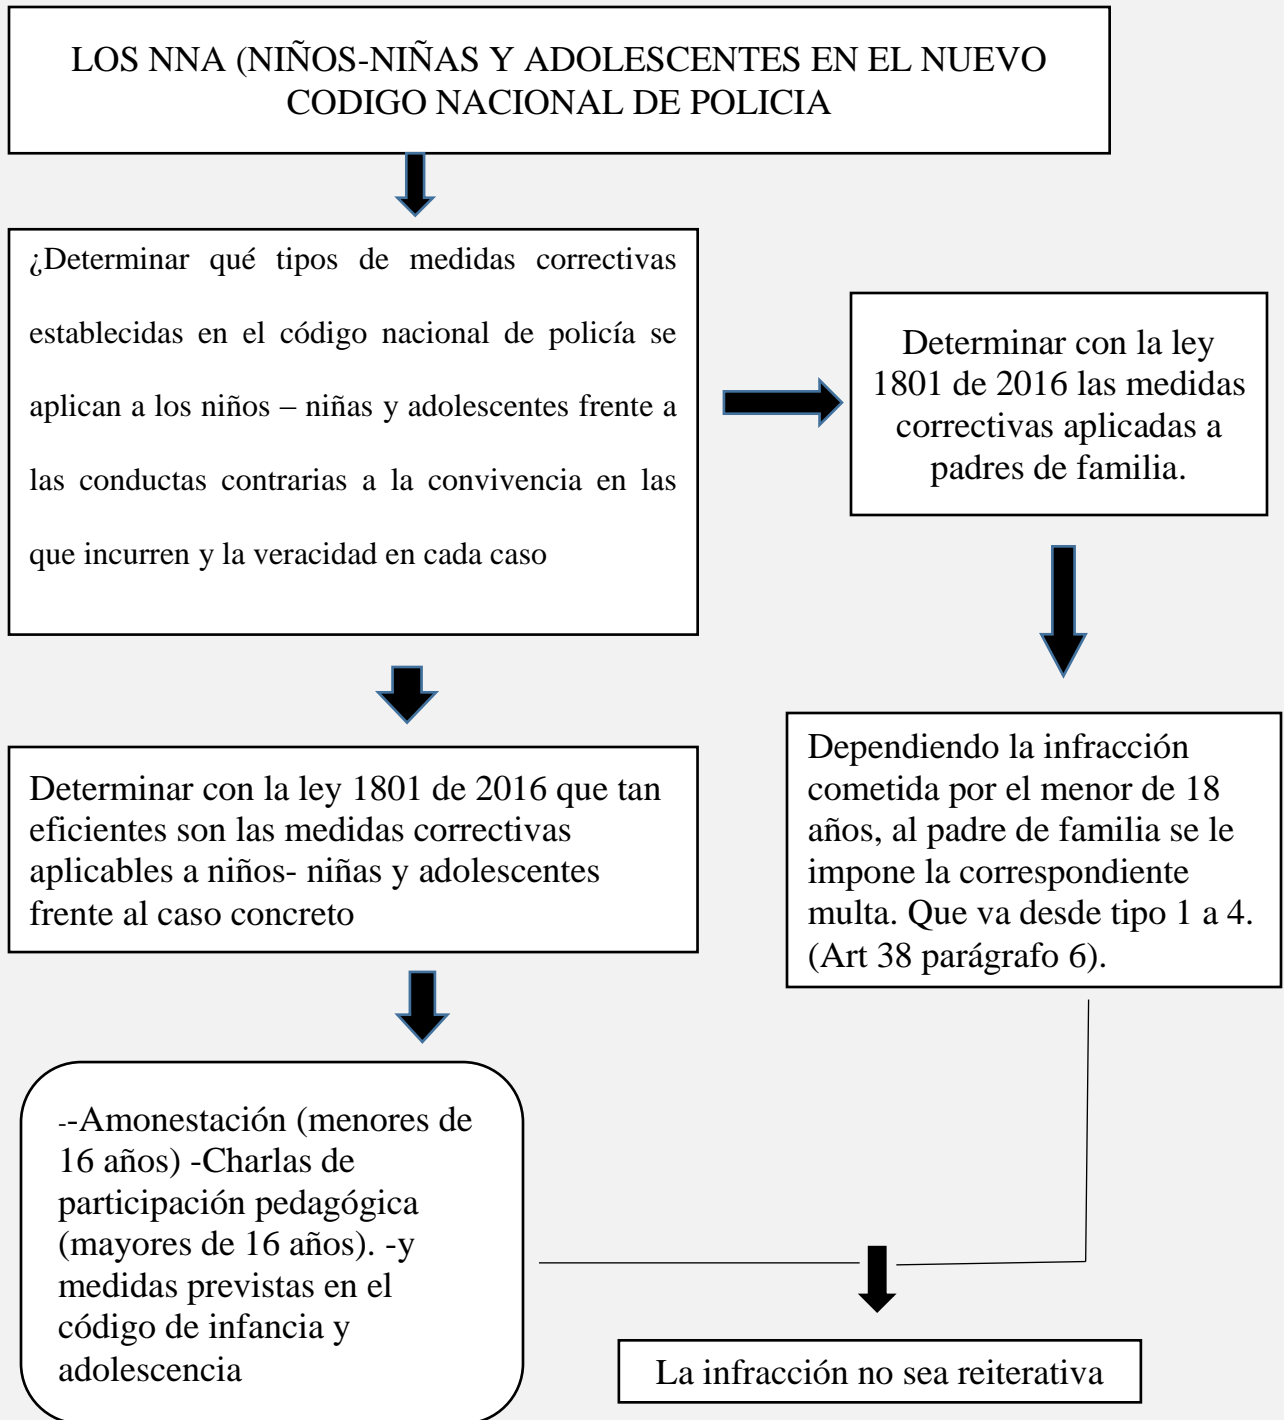 LOS NNA (NIÑOS-NIÑAS Y ADOLESCENTES EN EL NUEVO
CODIGO NACIONAL DE POLICIA
¿Determinar qué tipos de medidas correctivas
establecidas en el código nacional de policía se
aplican a los niños – niñas y adolescentes frente a
las conductas contrarias a la convivencia en las
que incurren y la veracidad en cada caso
Determinar con la ley
1801 de 2016 las medidas
correctivas aplicadas a
padres de familia.
Determinar con la ley 1801 de 2016 que tan
eficientes son las medidas correctivas
aplicables a niños- niñas y adolescentes
frente al caso concreto
Dependiendo la infracción
cometida por el menor de 18
años, al padre de familia se le
impone la correspondiente
multa. Que va desde tipo 1 a 4.
(Art 38 parágrafo 6).
--Amonestación (menores de
16 años) -Charlas de
participación pedagógica
(mayores de 16 años). -y
medidas previstas en el
código de infancia y
adolescencia
La infracción no sea reiterativa